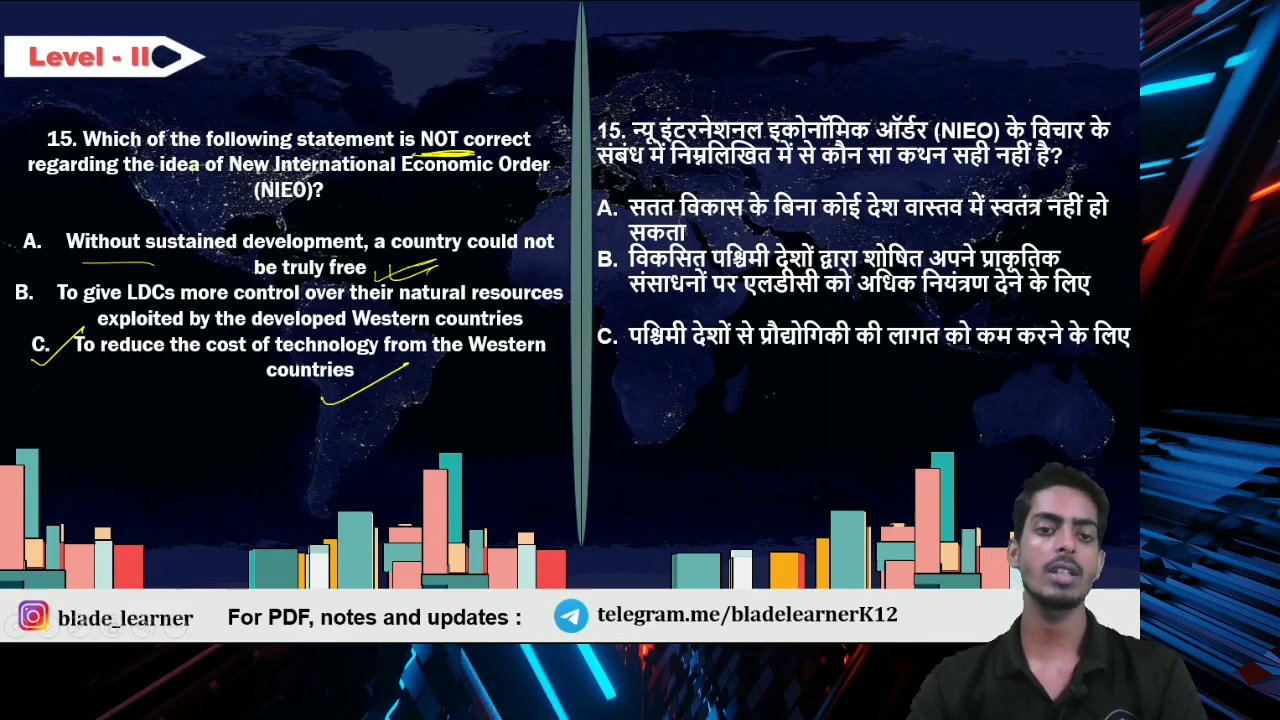 Level - II
15. Which of the following statement is NOT correct
regarding the idea of New International Economic Order
(NIEO)?
A. Without sustained development, a country could not
be truly free
B. To give LDCs more control over their natural resources
exploited by the developed Western countries
C. To reduce the cost of technology from the Western
countries
15. न्यू इंटरनेशनल इकोनॉमिक ऑर्डर (NIEO) के विचार के
संबंध में निम्नलिखित में से कौन सा कथन सही नहीं है?
A. सतत विकास के बिना कोई देश वास्तव में स्वतंत्र नहीं हो
सकता
B. विकसित पश्चिमी देशों द्वारा शोषित अपने प्राकृतिक
संसाधनों पर एलडीसी को अधिक नियंत्रण देने के लिए
C. पश्चिमी देशों से प्रौद्योगिकी की लागत को कम करने के लिए
blade_learner For PDF, notes and updates : telegram.me/bladelearnerK12